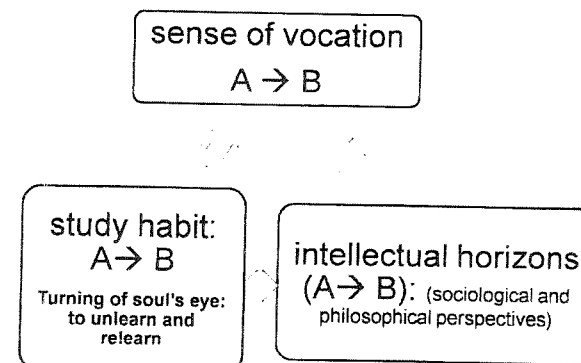 sense of vocation
A → B
study habit:
A → B
Turning of soul's eye:
to unlearn and
relearn
intellectual horizons
(A → B): (sociological and
philosophical perspectives)